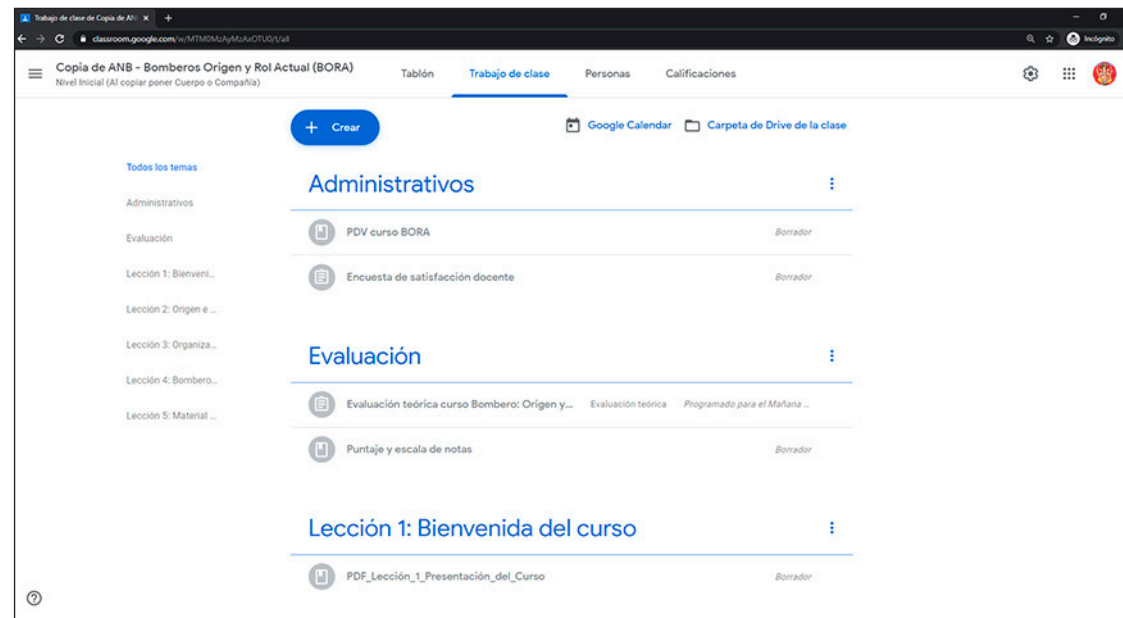 Trabajo de clase de Copia de AN
classroom.google.com/w/MTM0MzAyMzAxOTU0/t/all
Incógnito
Copia de ANB - Bomberos Origen y Rol Actual (BORA)
Nivel Inicial (Al copiar poner Cuerpo o Compañía)
Tablón
Trabajo de clase
Personas
Calificaciones
Crear
Google Calendar
Carpeta de Drive de la clase
Todos los temas
Administrativos
Evaluación
Lección 1: Bienveni...
Lección 2: Origen e ...
Lección 3: Organiza...
Lección 4: Bombero...
Lección 5: Material ...
Administrativos
PDV curso BORA Borrador
Encuesta de satisfacción docente Borrador
Evaluación
Evaluación teórica curso Bombero: Origen y... Evaluación teórica Programado para el Mañana ...
Puntaje y escala de notas Borrador
Lección 1: Bienvenida del curso
PDF_Lección_1_Presentación_del_Curso Borrador